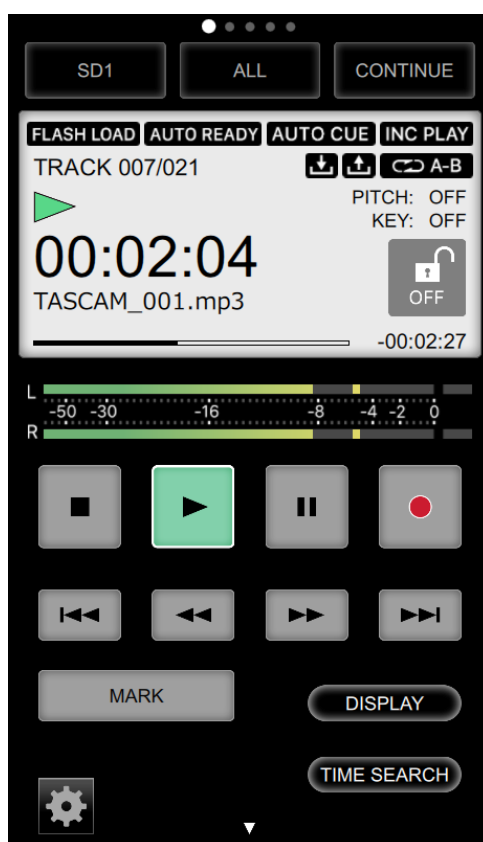 SD1 ALL CONTINUE
FLASH LOAD AUTO READY AUTO CUE INC PLAY
TRACK 007/021 A-B
PITCH: OFF
KEY: OFF
00:02:04
OFF
TASCAM_001.mp3
-00:02:27
L
-50 -30 -16 -8 -4 -2 0
R
MARK
DISPLAY
TIME SEARCH